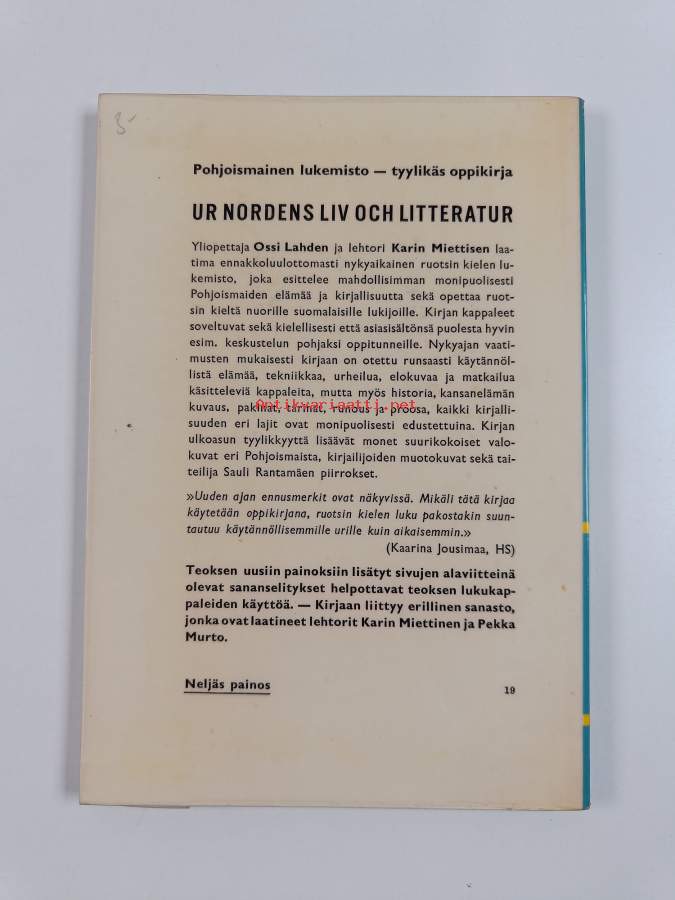 5-
Pohjoismainen lukemisto — tyylikäs oppikirja
UR NORDENS LIV OCH LITTERATUR
Yliopettaja Ossi Lahden ja lehtori Karin Miettisen laa-
tima ennakkoluulottomasti nykyaikainen ruotsin kielen lu-
kemisto, joka esittelee mahdollisimman monipuolisesti
Pohjoismaiden elämää ja kirjallisuutta sekä opettaa ruot-
sin kieltä nuorille suomalaisille lukijoille. Kirjan kappaleet
soveltuvat sekä kielellisesti että asiasisältönsä puolesta hyvin
esim. keskustelun pohjaksi oppitunneille. Nykyajan vaati-
musten mukaisesti kirjaan on otettu runsaasti käytännöl-
listä elämää, tekniikkaa, urheilua, elokuvaa ja matkailua
käsitteleviä kappaleita, mutta myös historia, kansanelämän
kuvaus, pakinat, tarinat, runous ja proosa, kaikki kirjalli-
Antikvariaatti.net
suuden eri lajit ovat monipuolisesti edustettuina. Kirjan
ulkoasun tyylikkyyttä lisäävät monet suurikokoiset valo-
kuvat eri Pohjoismaista, kirjailijoiden muotokuvat sekä tai-
teilija Sauli Rantamäen piirrokset.
»Uuden ajan ennusmerkit ovat näkyvissä. Mikäli tätä kirjaa
käytetään oppikirjana, ruotsin kielen luku pakostakin suun-
tautuu käytännöllisemmille urille kuin aikaisemmin.»
(Kaarina Jousimaa, HS)
Teoksen uusiin painoksiin lisätyt sivujen alaviitteinä
olevat sananselitykset helpottavat teoksen lukukap-
paleiden käyttöä. — Kirjaan liittyy erillinen sanasto,
jonka ovat laatineet lehtorit Karin Miettinen ja Pekka
Murto.
Neljäs painos
19